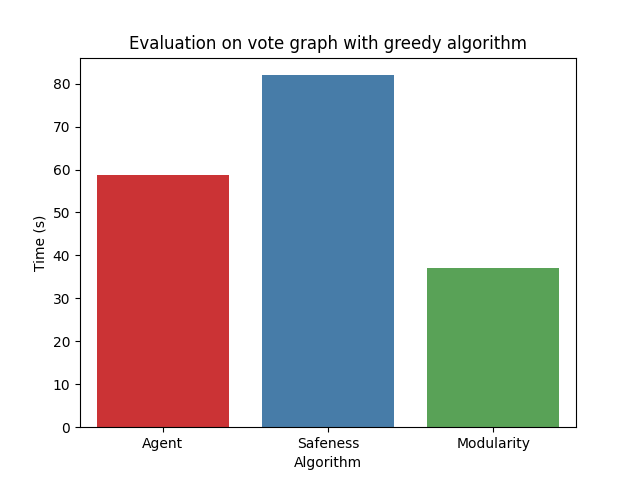 Evaluation on vote graph with greedy algorithm
80
70
60
50
40
30
20
10
0
Time (s)
Agent
Safeness
Modularity
Algorithm